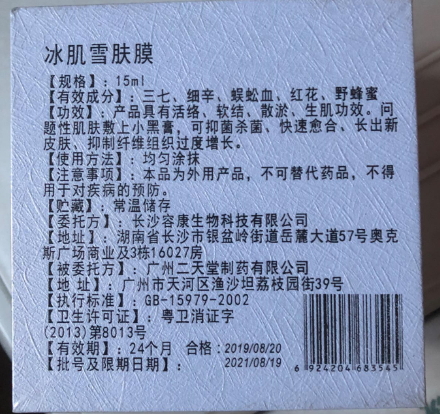 冰肌雪肤膜
【规格】：15ml
【有效成分】：三七、细辛、蜈蚣血、红花、野蜂蜜
【功效】：产品具有活络、软结、散淤、生肌功效。问
题性肌肤敷上小黑膏，可抑菌杀菌、快速愈合、长出新
皮肤、抑制纤维组织过度增长。
【使用方法】：均匀涂抹
【注意事项】：本品为外用产品，不可替代药品，不得
用于对疾病的预防。
【贮藏】：常温储存
【委托方】：长沙容康生物科技有限公司
【地址】：湖南省长沙市银盆岭街道岳麓大道57号奥克
斯广场商业及3栋16027房
【被委托方】：广州二天堂制药有限公司
【地 址】：广州市天河区渔沙坦荔枝园街39号
【执行标准】：GB-15979-2002
【卫生许可证】：粤卫消证字
(2013)第8013号
【有效期】：24个月 合格：2019/08/20
【批号及限期日期】： 2021/08/19
6924204683545